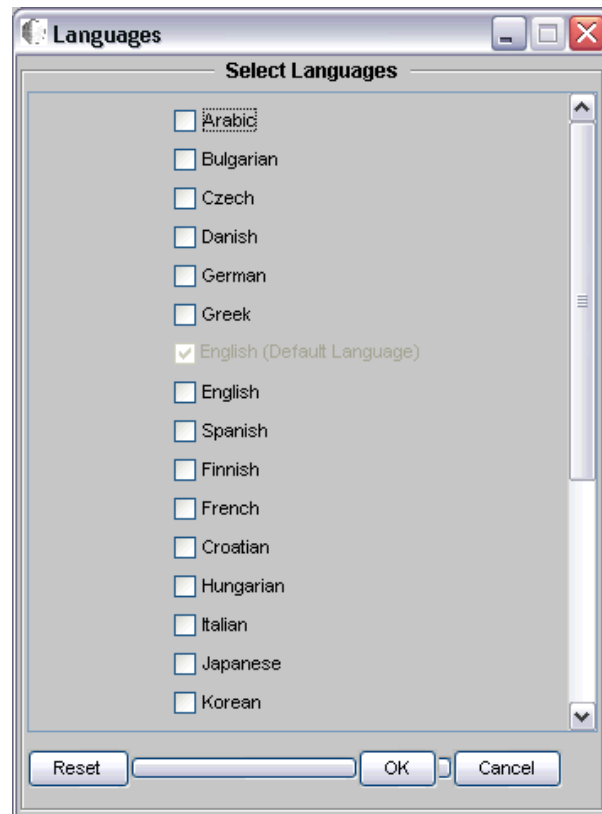 Languages
Select Languages
Arabic
Bulgarian
Czech
Danish
German
Greek
English (Default Language)
English
Spanish
Finnish
French
Croatian
Hungarian
Italian
Japanese
Korean
Reset OK Cancel